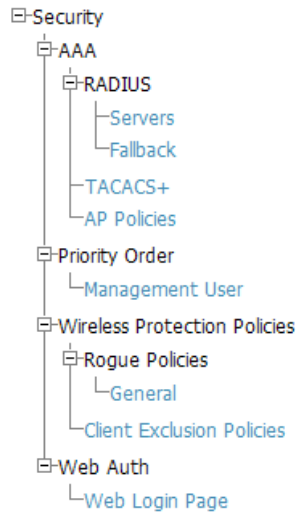 Security
AAA
RADIUS
Servers
Fallback
TACACS+
AP Policies
Priority Order
Management User
Wireless Protection Policies
Rogue Policies
General
Client Exclusion Policies
Web Auth
Web Login Page